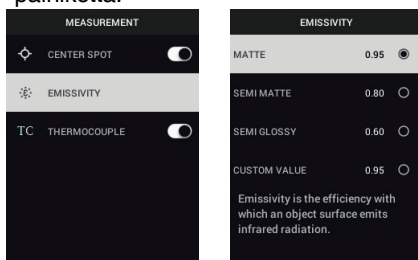 MEASUREMENT
CENTER SPOT
EMISSIVITY
TC THERMOCOUPLE
EMISSIVITY
MATTE 0.95
SEMI MATTE 0.80
SEMI GLOSSY 0.60
CUSTOM VALUE 0.95
Emissivity is the efficiency with
which an object surface emits
infrared radiation.